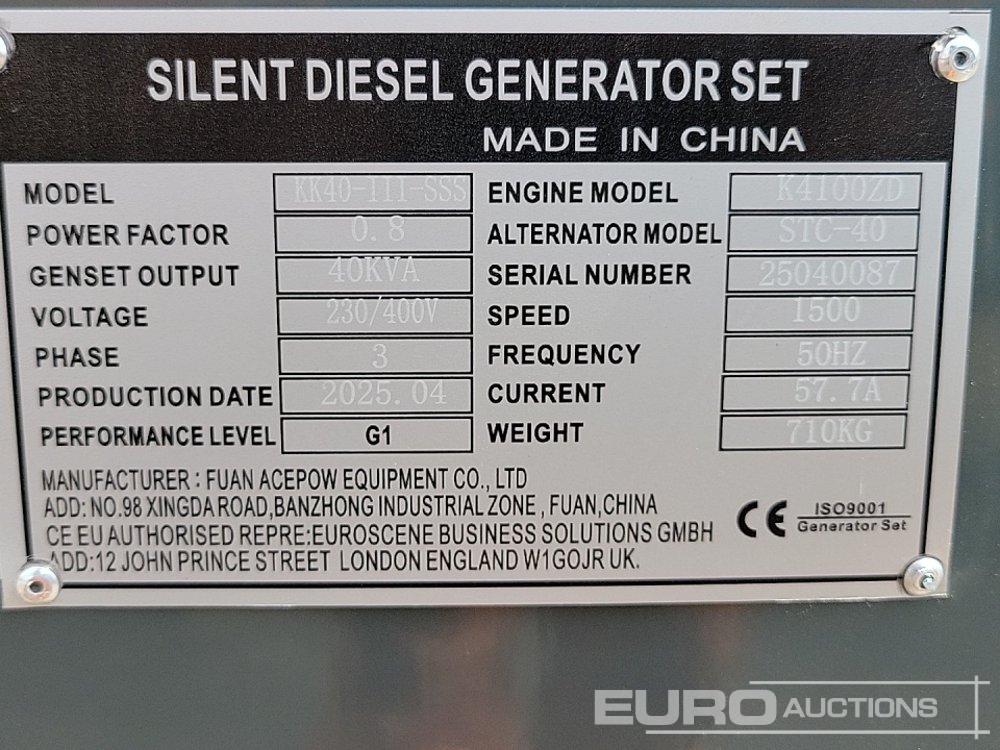 SILENT DIESEL GENERATOR SET
MADE IN CHINA
MODEL KK40-III-SSS
POWER FACTOR 0.8
GENSET OUTPUT 40KVA
VOLTAGE 230/400V
PHASE 3
PRODUCTION DATE 2025.04
PERFORMANCE LEVEL G1
ENGINE MODEL K4100ZD
ALTERNATOR MODEL STC-40
SERIAL NUMBER 25040087
SPEED 1500
FREQUENCY 50HZ
CURRENT 57.7A
WEIGHT 710KG
MANUFACTURER : FUAN ACEPOW EQUIPMENT CO., LTD
ADD: NO.98 XINGDA ROAD,BANZHONG INDUSTRIAL ZONE , FUAN,CHINA
CE EU AUTHORISED REPRE:EUROSCENE BUSINESS SOLUTIONS GMBH
ADD:12 JOHN PRINCE STREET LONDON ENGLAND W1GOJR UK.
CE
ISO9001
Generator Set
EURO AUCTIONS